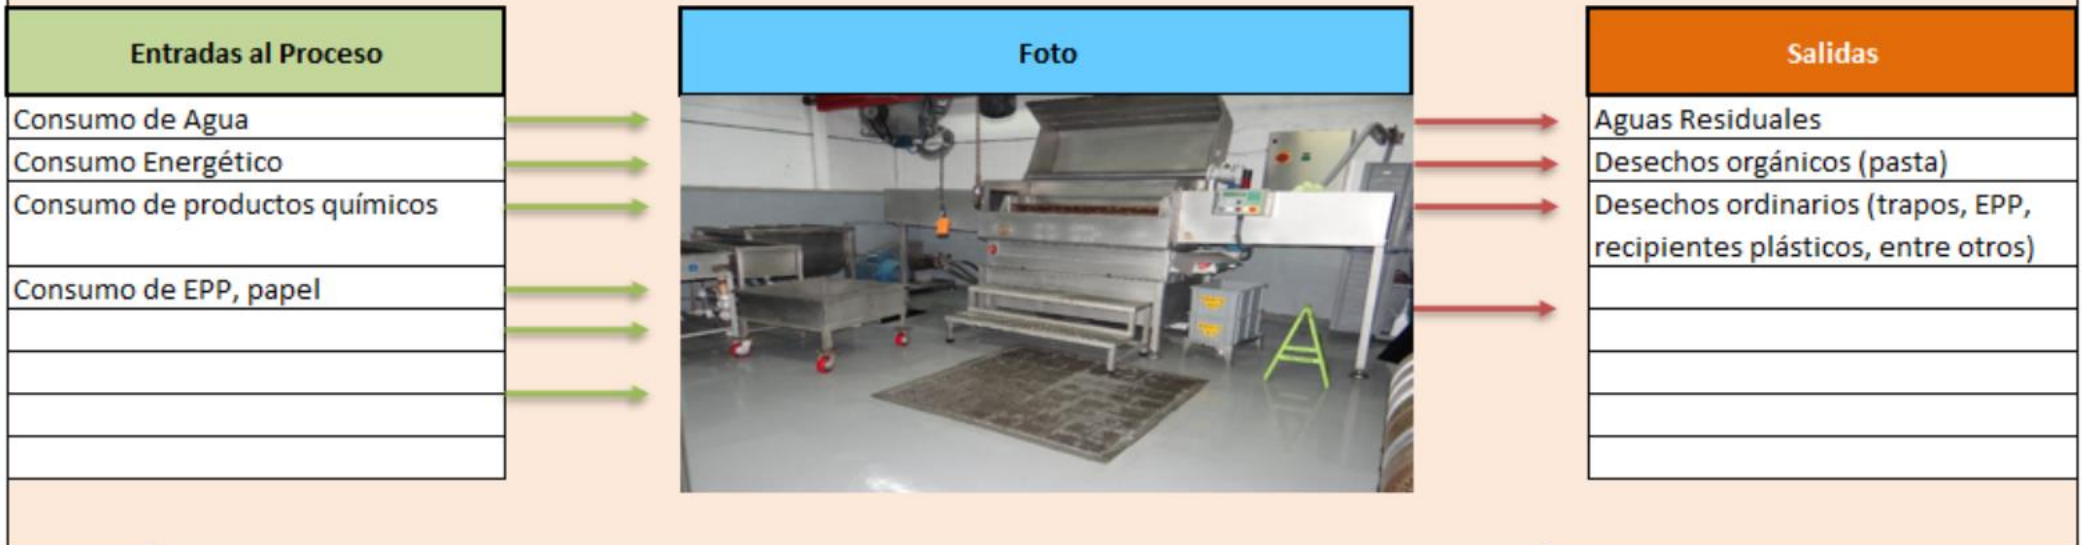 Entradas al Proceso
Foto
Salidas
Consumo de Agua
Consumo Energético
Consumo de productos químicos
Consumo de EPP, papel
Aguas Residuales
Desechos orgánicos (pasta)
Desechos ordinarios (trapos, EPP,
recipientes plásticos, entre otros)